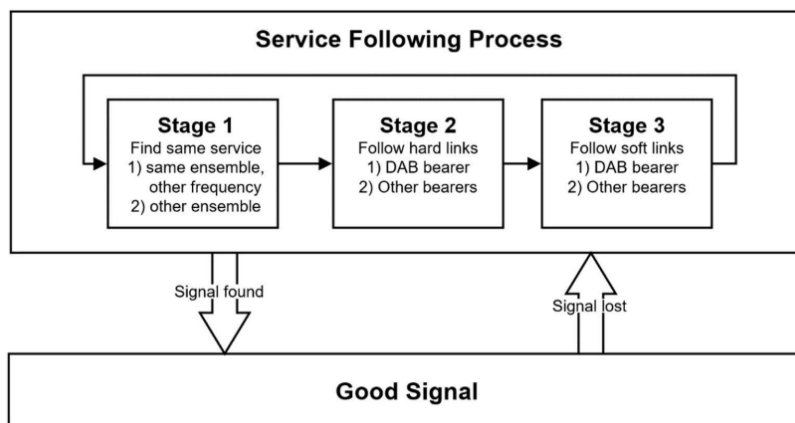 Service Following Process
Stage 1
Find same service
1) same ensemble,
other frequency
2) other ensemble
Stage 2
Follow hard links
1) DAB bearer
2) Other bearers
Stage 3
Follow soft links
1) DAB bearer
2) Other bearers
Signal found
Signal lost
Good Signal